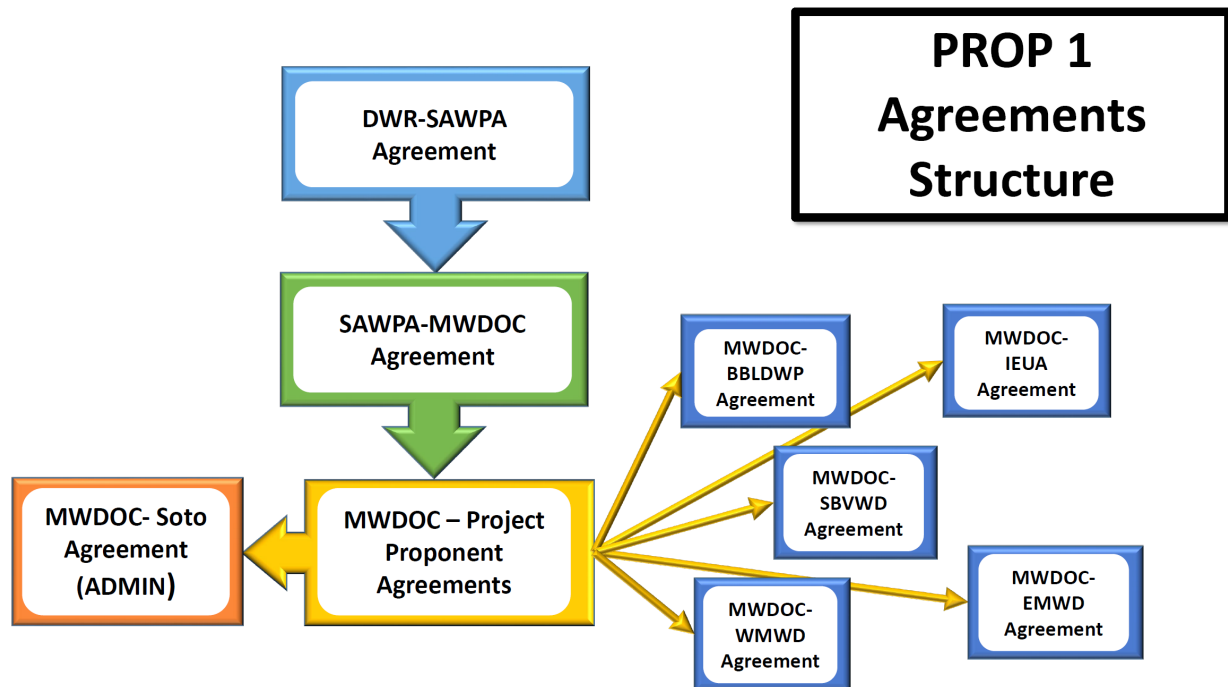 PROP 1
Agreements
Structure
DWR-SAWPA
Agreement
SAWPA-MWDOC
Agreement
MWDOC-
BBLDWP
Agreement
MWDOC-
IEUA
Agreement
MWDOC- Soto
Agreement
(ADMIN)
MWDOC – Project
Proponent
Agreements
MWDOC-
SBVWD
Agreement
MWDOC-
WMWD
Agreement
MWDOC-
EMWD
Agreement